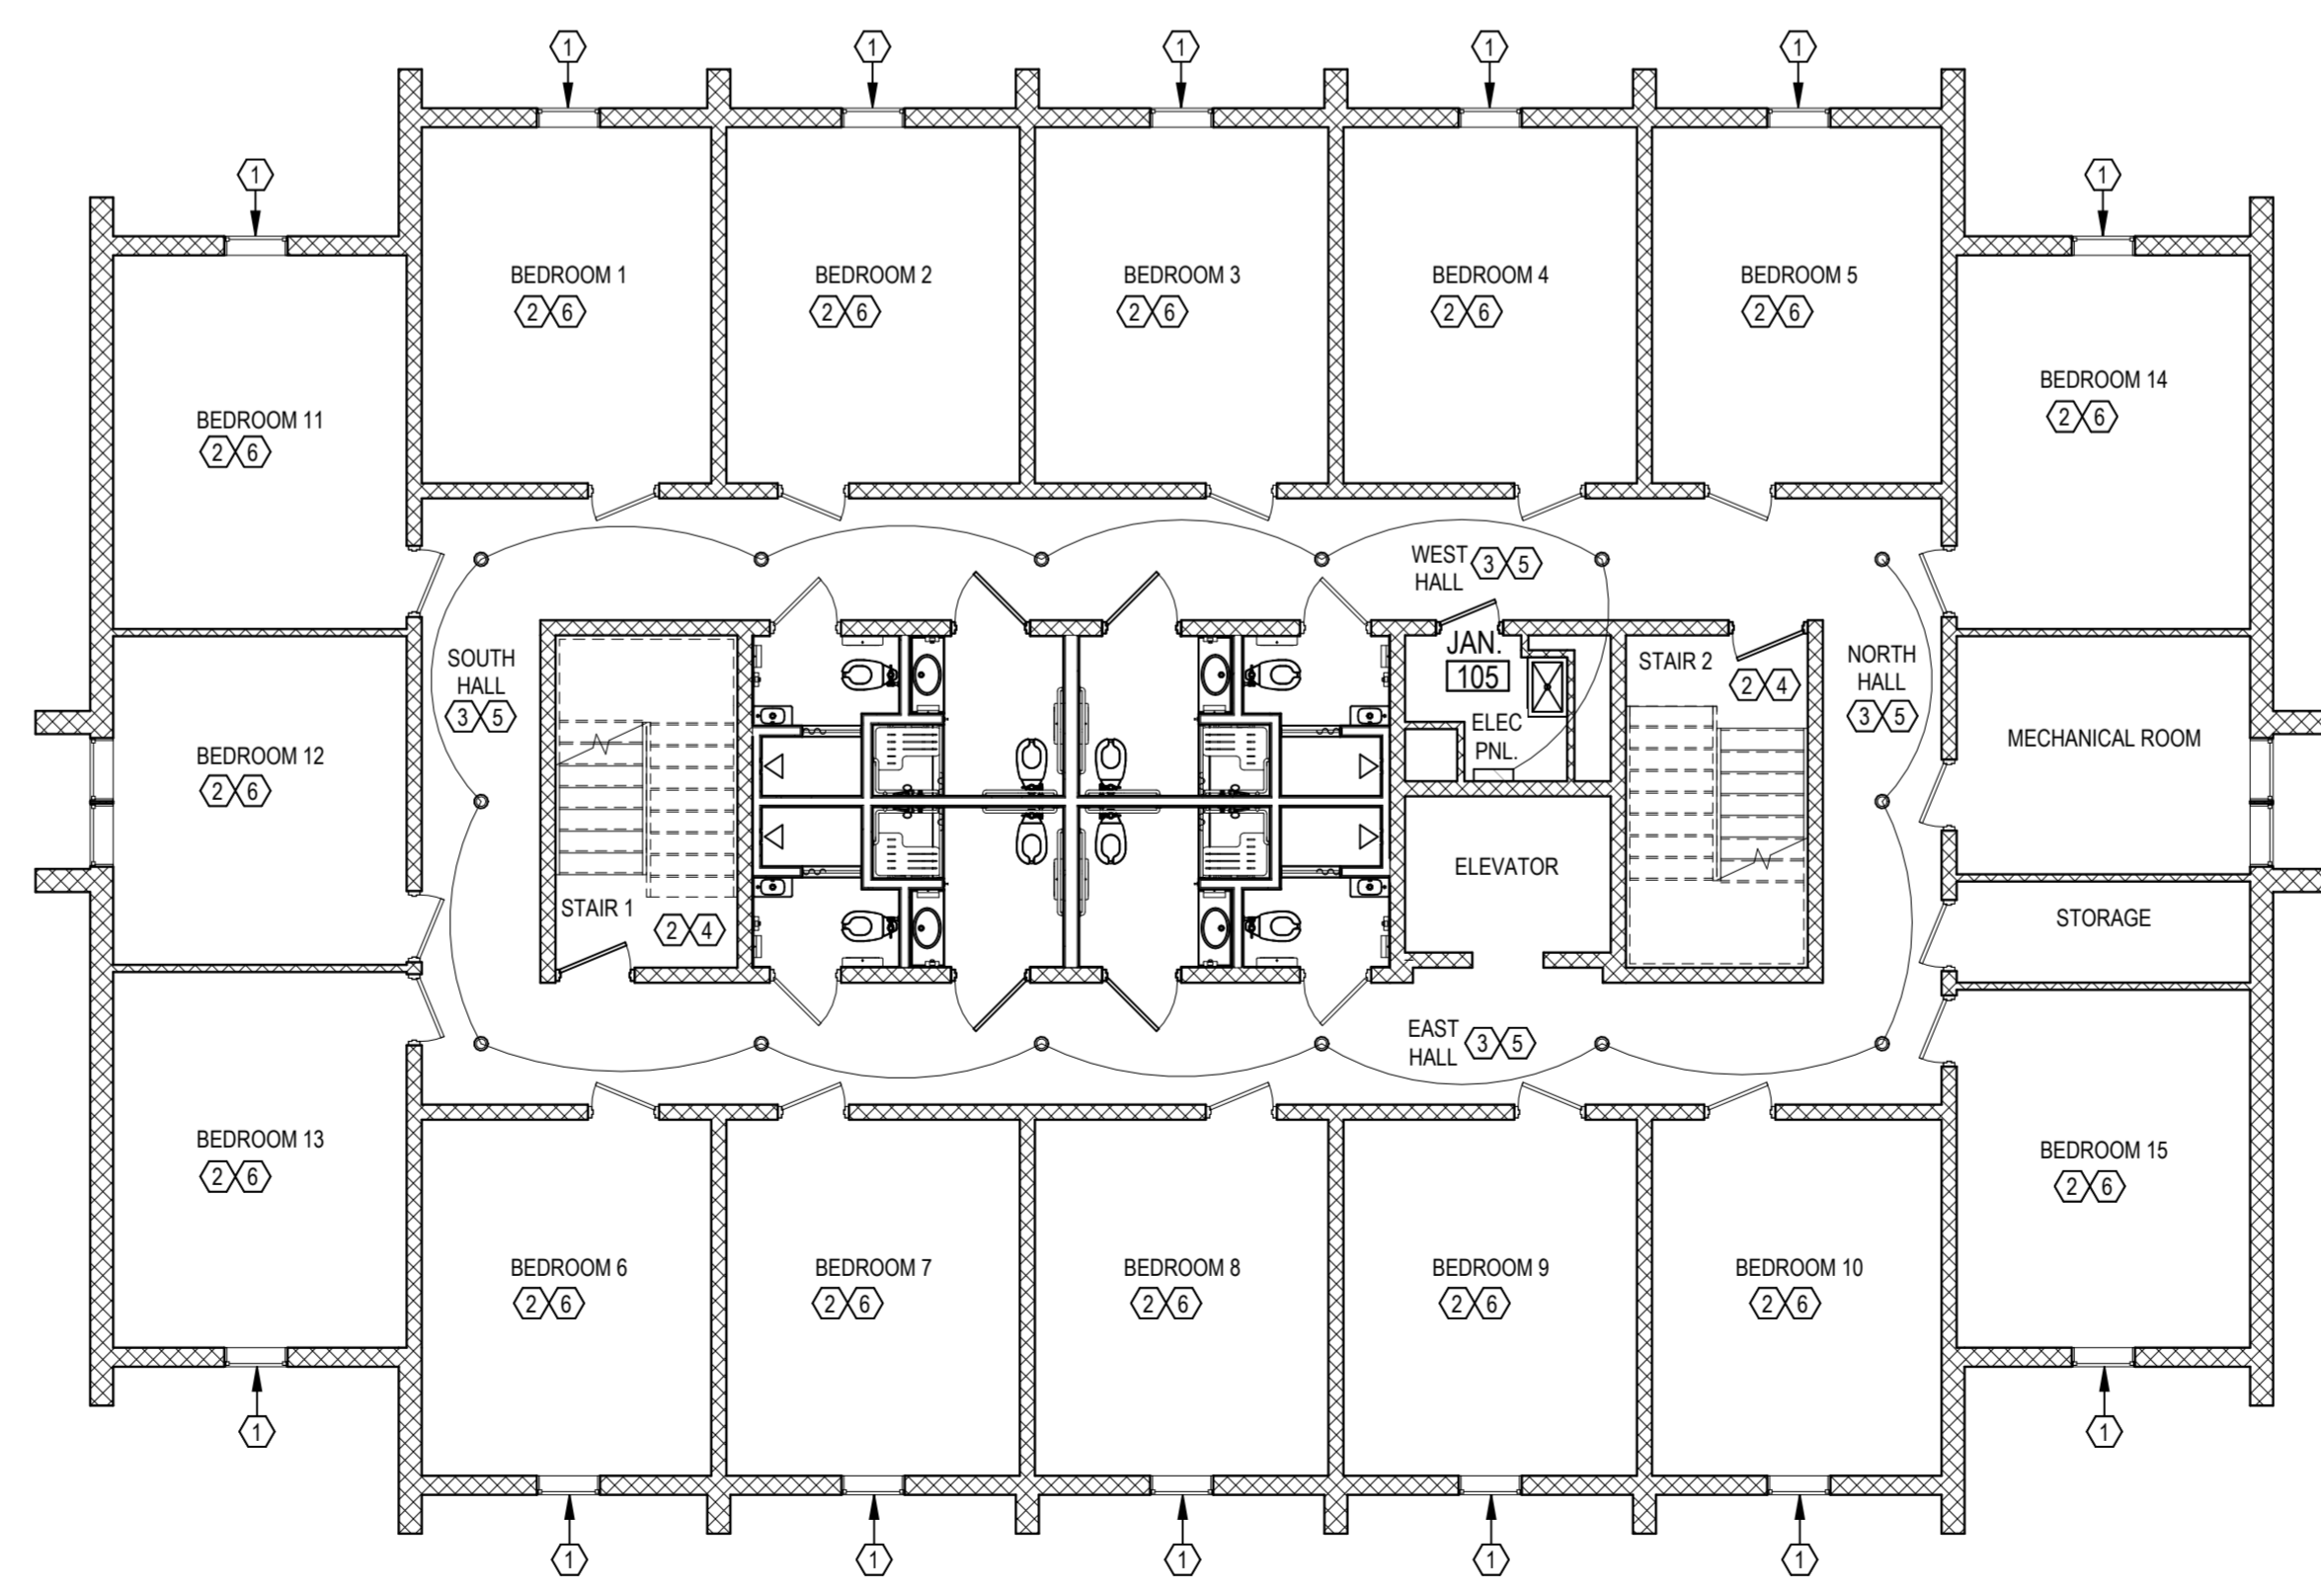 1 1 1 1 1
1 1
BEDROOM 1 BEDROOM 2 BEDROOM 3 BEDROOM 4 BEDROOM 5
2 6 2 6 2 6 2 6 2 6
BEDROOM 14
2 6
BEDROOM 11
2 6
WEST
HALL
3 5
JAN.
105
ELEC
PNL.
STAIR 2
2 4
SOUTH
HALL
3 5
NORTH
HALL
3 5
MECHANICAL ROOM
BEDROOM 12
2 6
ELEVATOR
STAIR 1
2 4
STORAGE
EAST
HALL
3 5
BEDROOM 13
2 6
BEDROOM 15
2 6
BEDROOM 6 BEDROOM 7 BEDROOM 8 BEDROOM 9 BEDROOM 10
2 6 2 6 2 6 2 6 2 6
1 1
1 1 1 1 1